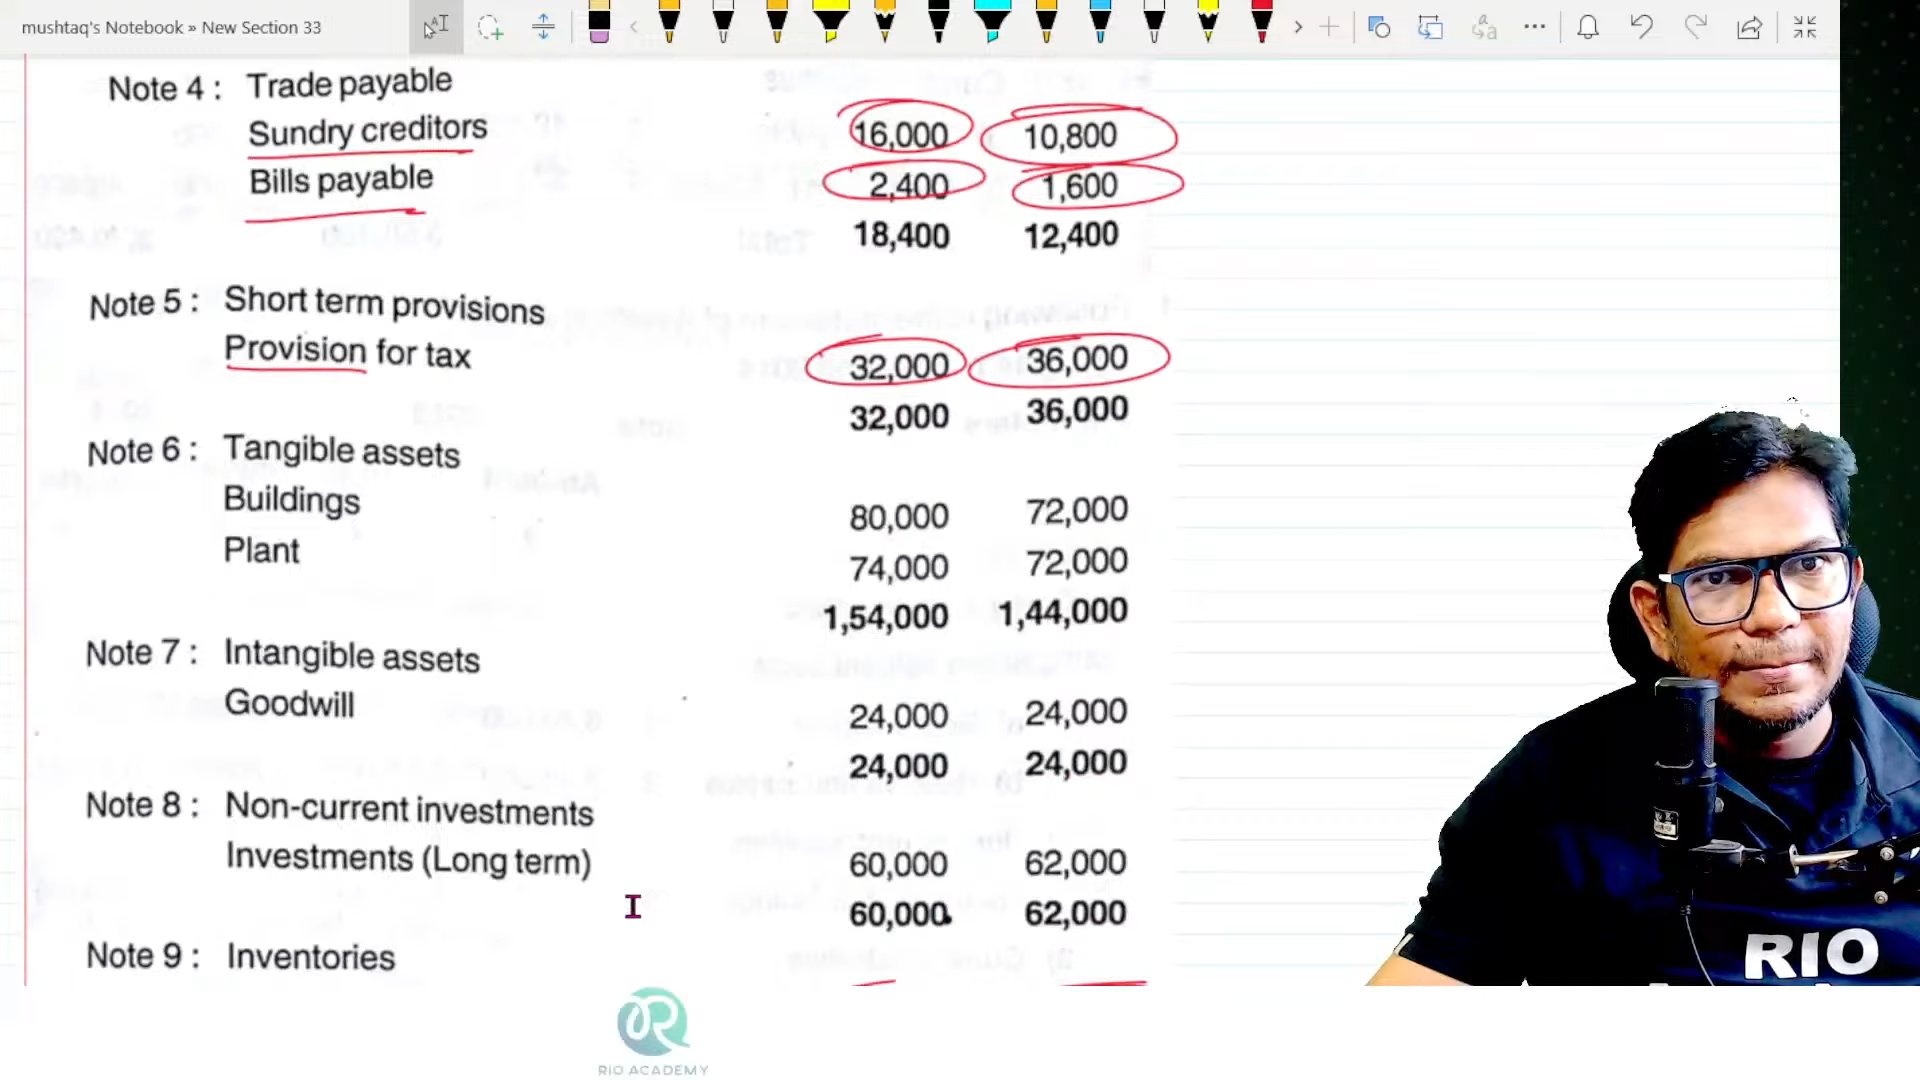 mushtaq's Notebook » New Section 33
Note 4 : Trade payable
Sundry creditors 16,000 10,800
Bills payable 2,400 1,600
18,400 12,400
Note 5 : Short term provisions
Provision for tax 32,000 36,000
32,000 36,000
Note 6 : Tangible assets
Buildings 80,000 72,000
Plant 74,000 72,000
1,54,000 1,44,000
Note 7 : Intangible assets
Goodwill 24,000 24,000
24,000 24,000
Note 8 : Non-current investments
Investments (Long term) 60,000 62,000
60,000 62,000
Note 9 : Inventories
RIO
RIO ACADEMY